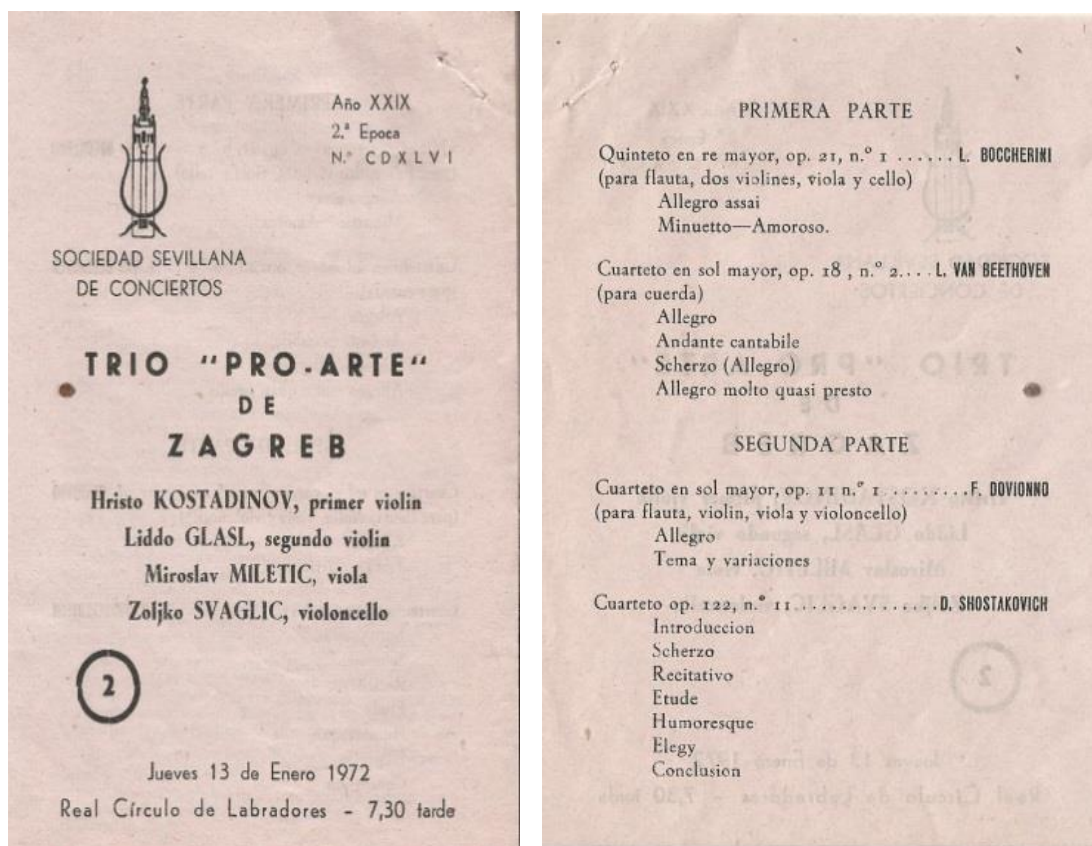 Año XXIX
2.ª Epoca
N.º CDXLVI
SOCIEDAD SEVILLANA
DE CONCIERTOS
TRIO "PRO-ARTE"
DE
ZAGREB
Hristo KOSTADINOV, primer violin
Liddo GLASL, segundo violin
Miroslav MILETIC, viola
Zoljko SVAGLIC, violoncello
2
Jueves 13 de Enero 1972
Real Círculo de Labradores - 7,30 tarde
PRIMERA PARTE
Quinteto en re mayor, op. 21, n.º 1 ...... L. BOCCHERINI
(para flauta, dos violines, viola y cello)
Allegro assai
Minuetto—Amoroso.
Cuarteto en sol mayor, op. 18 , n.º 2.... L. VAN BEETHOVEN
(para cuerda)
Allegro
Andante cantabile
Scherzo (Allegro)
Allegro molto quasi presto
SEGUNDA PARTE
Cuarteto en sol mayor, op. 11 n.º 1 .........F. DOVIONNO
(para flauta, violin, viola y violoncello)
Allegro
Tema y variaciones
Cuarteto op. 122, n.º 11 ................D. SHOSTAKOVICH
Introduccion
Scherzo
Recitativo
Etude
Humoresque
Elegy
Conclusion